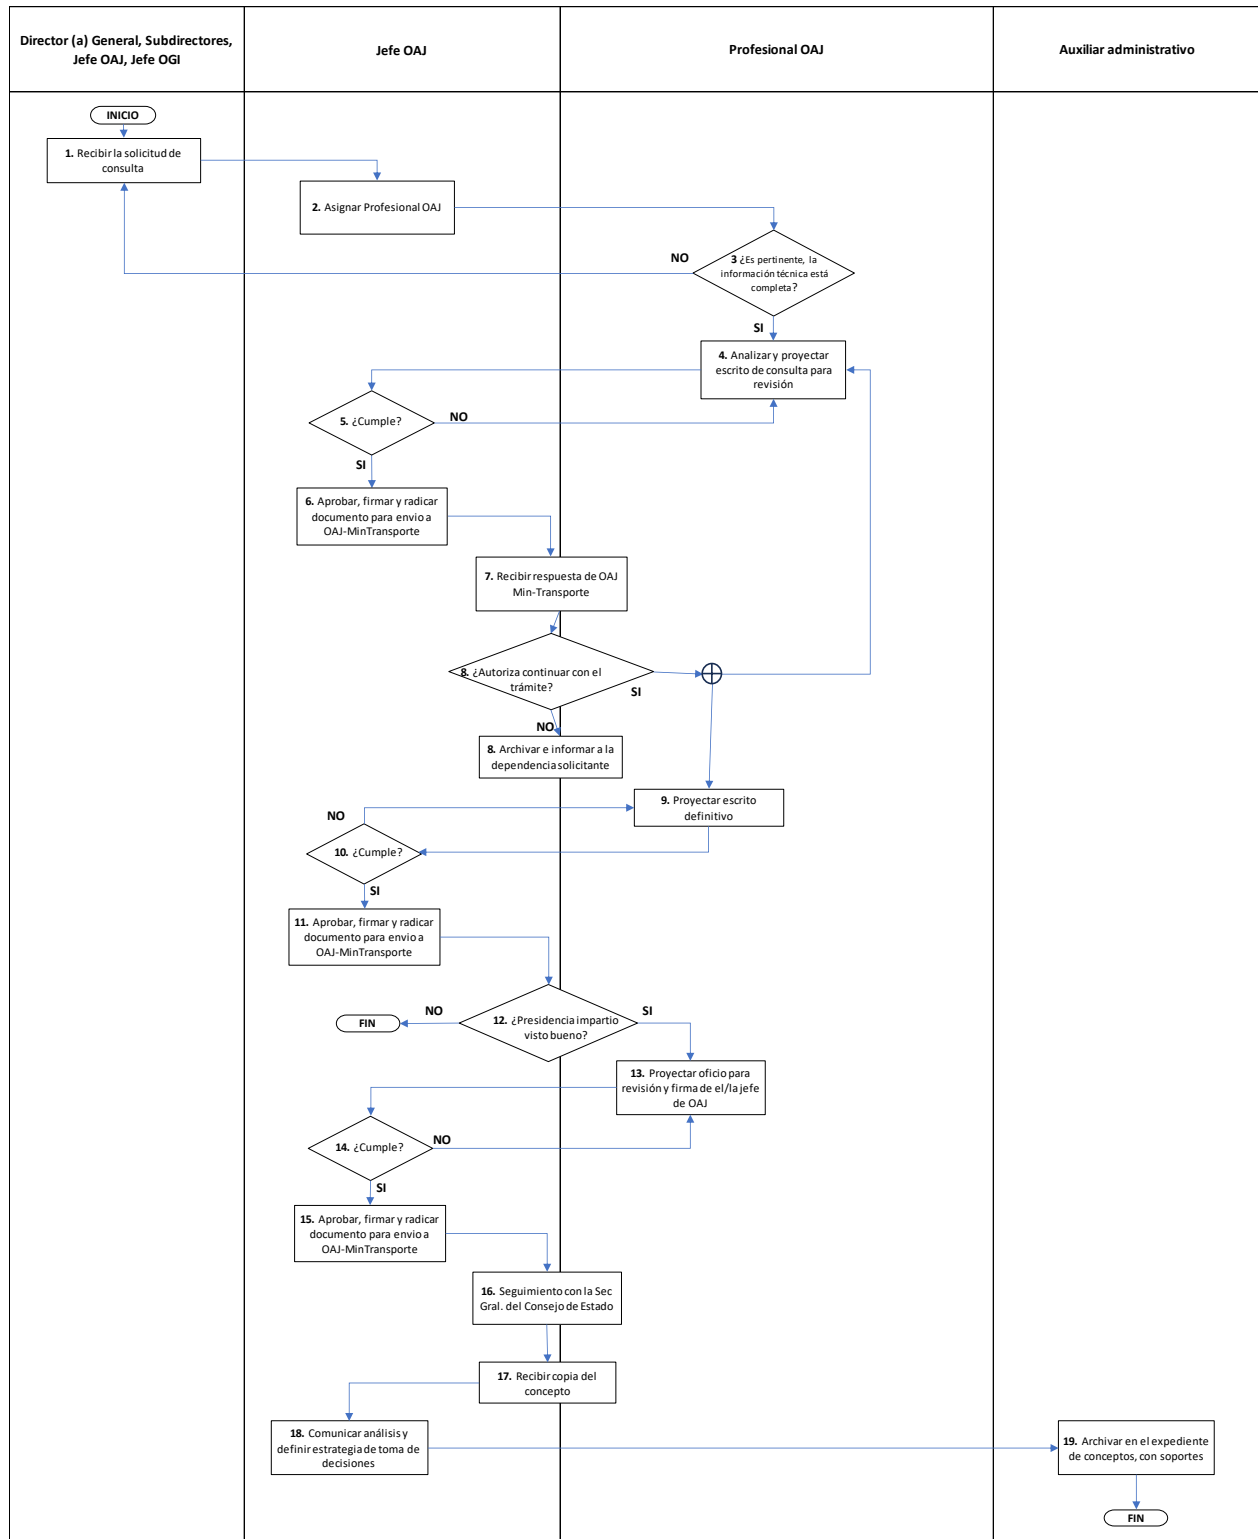 Director (a) General, Subdirectores,
Jefe OAJ, Jefe OGI
Jefe OAJ
Profesional OAJ
Auxiliar administrativo
INICIO
1. Recibir la solicitud de
consulta
2. Asignar Profesional OAJ
3 ¿Es pertinente, la
información técnica está
completa?
NO
SI
4. Analizar y proyectar
escrito de consulta para
revisión
5. ¿Cumple?
NO
SI
6. Aprobar, firmar y radicar
documento para envio a
OAJ-MinTransporte
7. Recibir respuesta de OAJ
Min-Transporte
8. ¿Autoriza continuar con el
trámite?
SI
NO
8. Archivar e informar a la
dependencia solicitante
9. Proyectar escrito
definitivo
NO
10. ¿Cumple?
SI
11. Aprobar, firmar y radicar
documento para envio a
OAJ-MinTransporte
12. ¿Presidencia impartio
visto bueno?
NO
SI
FIN
13. Proyectar oficio para
revisión y firma de el/la jefe
de OAJ
14. ¿Cumple?
NO
SI
15. Aprobar, firmar y radicar
documento para envio a
OAJ-MinTransporte
16. Seguimiento con la Sec
Gral. del Consejo de Estado
17. Recibir copia del
concepto
18. Comunicar análisis y
definir estrategia de toma de
decisiones
19. Archivar en el expediente
de conceptos, con soportes
FIN